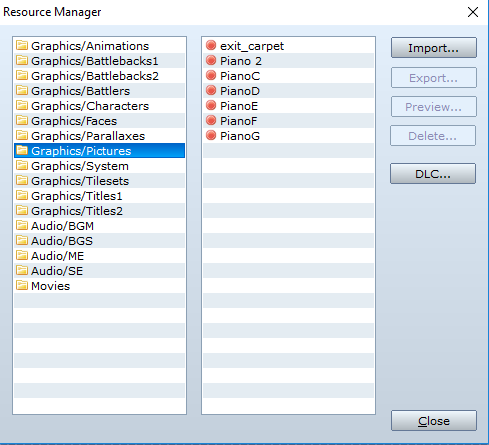 Resource Manager
Graphics/Animations
Graphics/Battlebacks1
Graphics/Battlebacks2
Graphics/Battlers
Graphics/Characters
Graphics/Faces
Graphics/Parallaxes
Graphics/Pictures
Graphics/System
Graphics/Tilesets
Graphics/Titles1
Graphics/Titles2
Audio/BGM
Audio/BGS
Audio/ME
Audio/SE
Movies
exit_carpet
Piano 2
PianoC
PianoD
PianoE
PianoF
PianoG
Import...
Export...
Preview...
Delete...
DLC...
Close